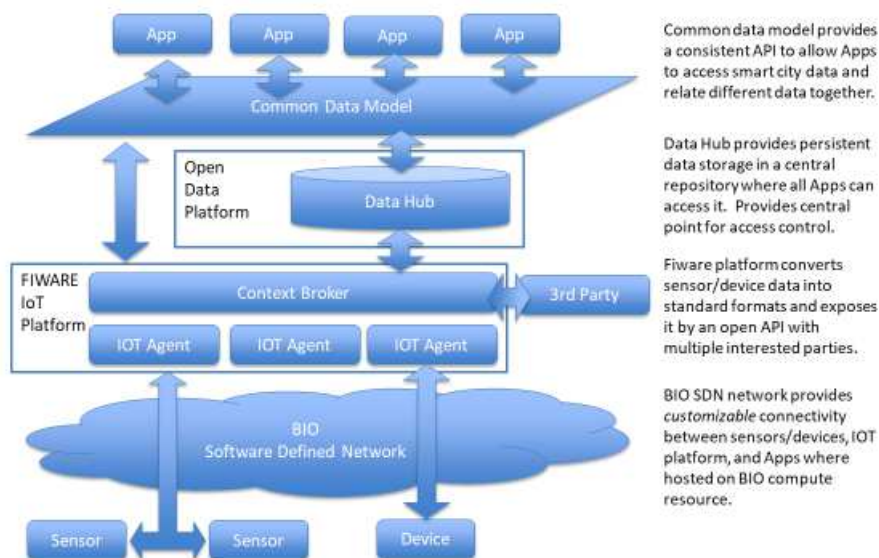 App
App
App
App
Common Data Model
Open
Data
Platform
Data Hub
FIWARE
IoT
Platform
Context Broker
3rd Party
IOT Agent
IOT Agent
IOT Agent
BIO
Software Defined Network
Sensor
Sensor
Device
Common data model provides
a consistent API to allow Apps
to access smart city data and
relate different data together.
Data Hub provides persistent
data storage in a central
repository where all Apps can
access it. Provides central
point for access control.
Fiware platform converts
sensor/device data into
standard formats and exposes
it by an open API with
multiple interested parties.
BIO SDN network provides
customizable connectivity
between sensors/devices, IOT
platform, and Apps where
hosted on BIO compute
resource.